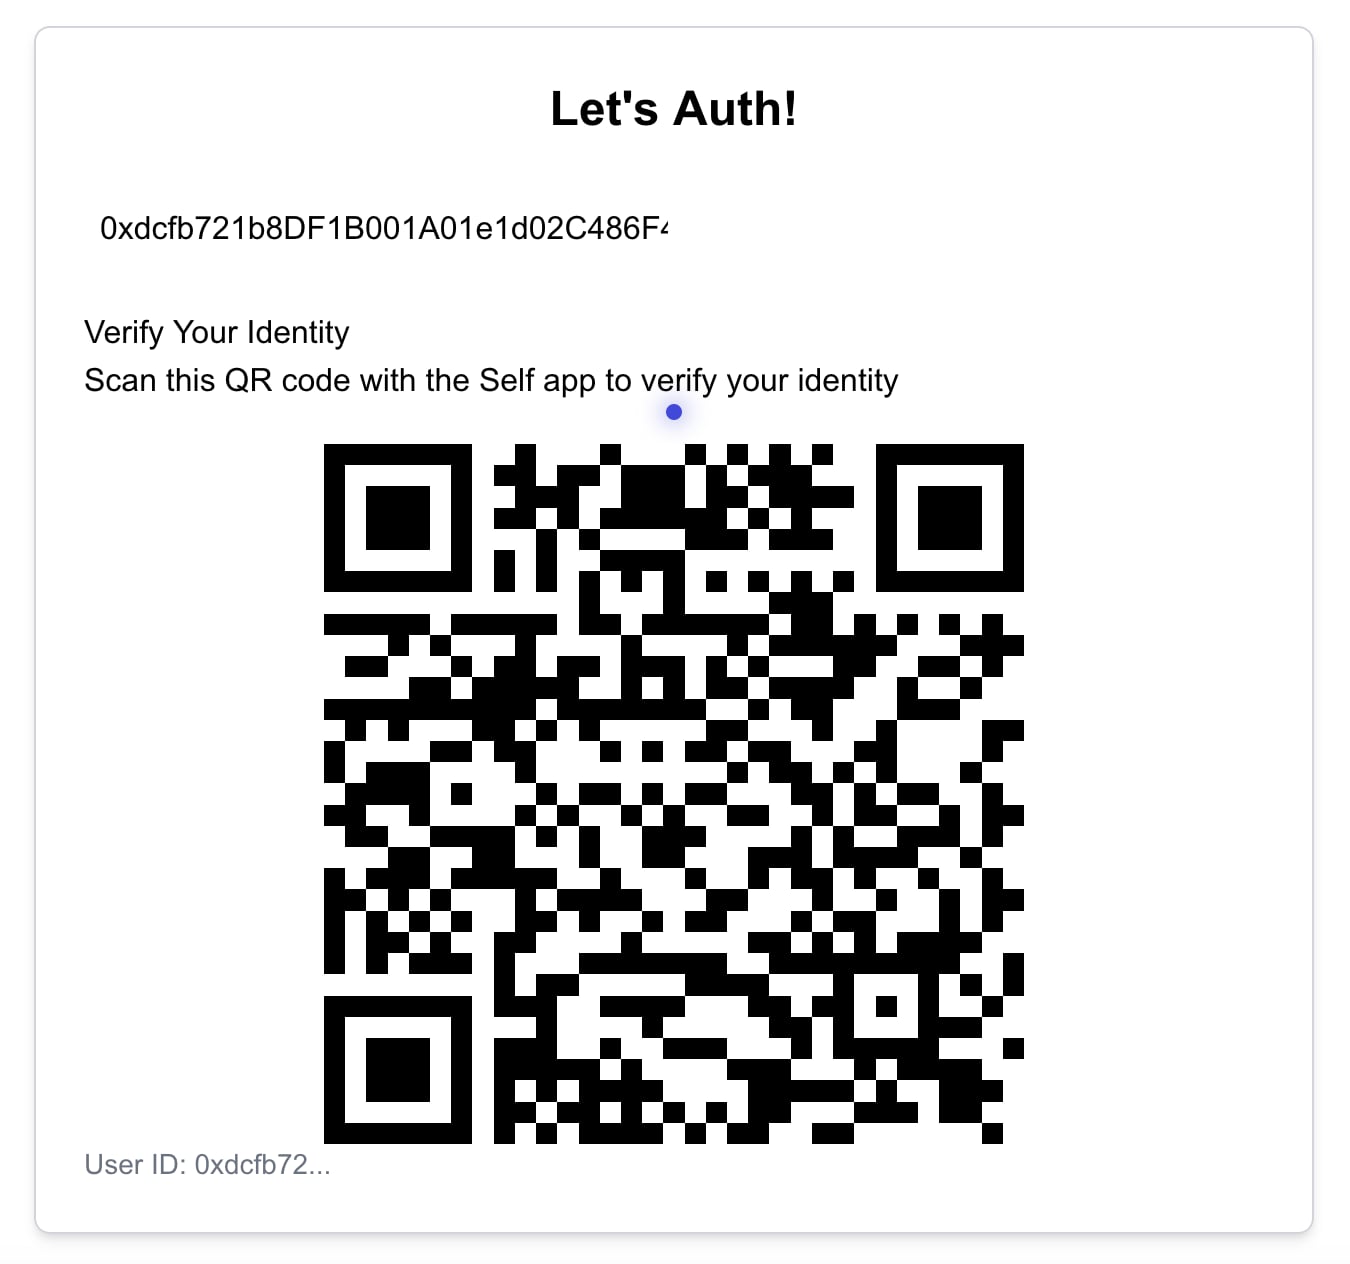 Let's Auth!
0xdcfb721b8DF1B001A01e1d02C486F
Verify Your Identity
Scan this QR code with the Self app to verify your identity
User ID: 0xdcfb72...